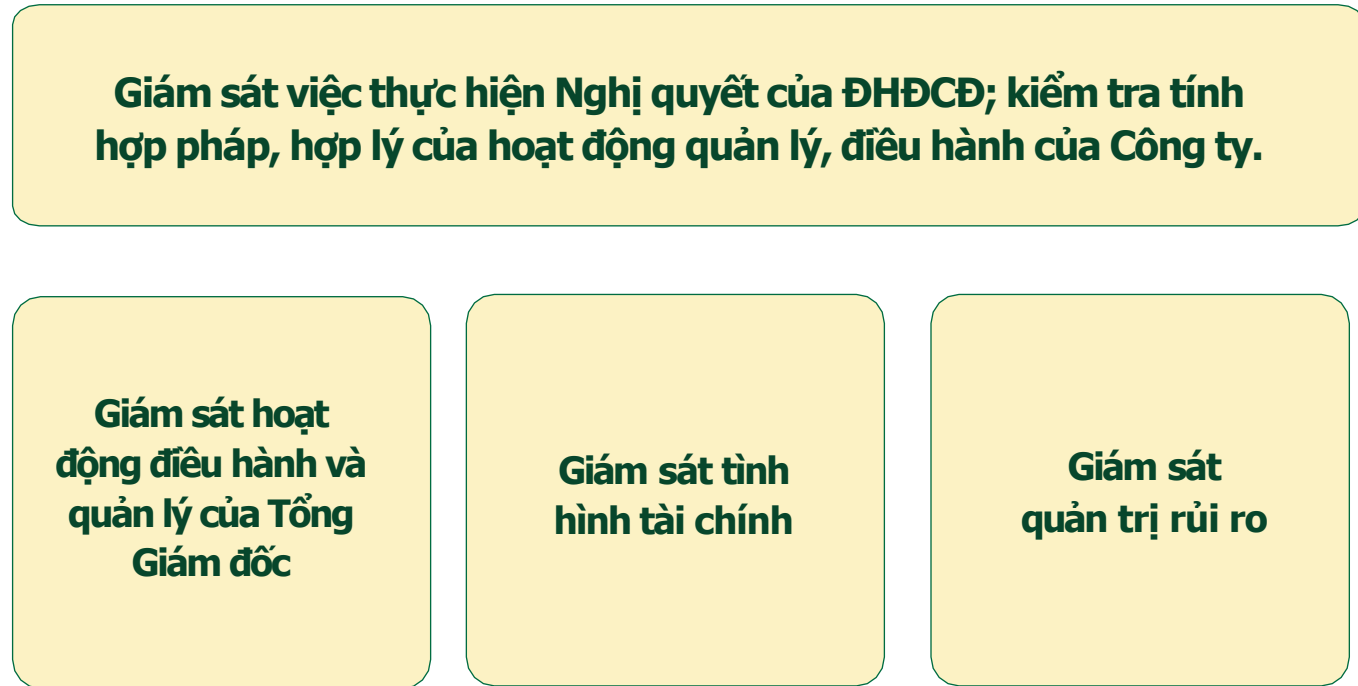 Giám sát việc thực hiện Nghị quyết của ĐHĐCĐ; kiểm tra tính
hợp pháp, hợp lý của hoạt động quản lý, điều hành của Công ty.
Giám sát hoạt
động điều hành và
quản lý của Tổng
Giám đốc
Giám sát tình
hình tài chính
Giám sát
quản trị rủi ro